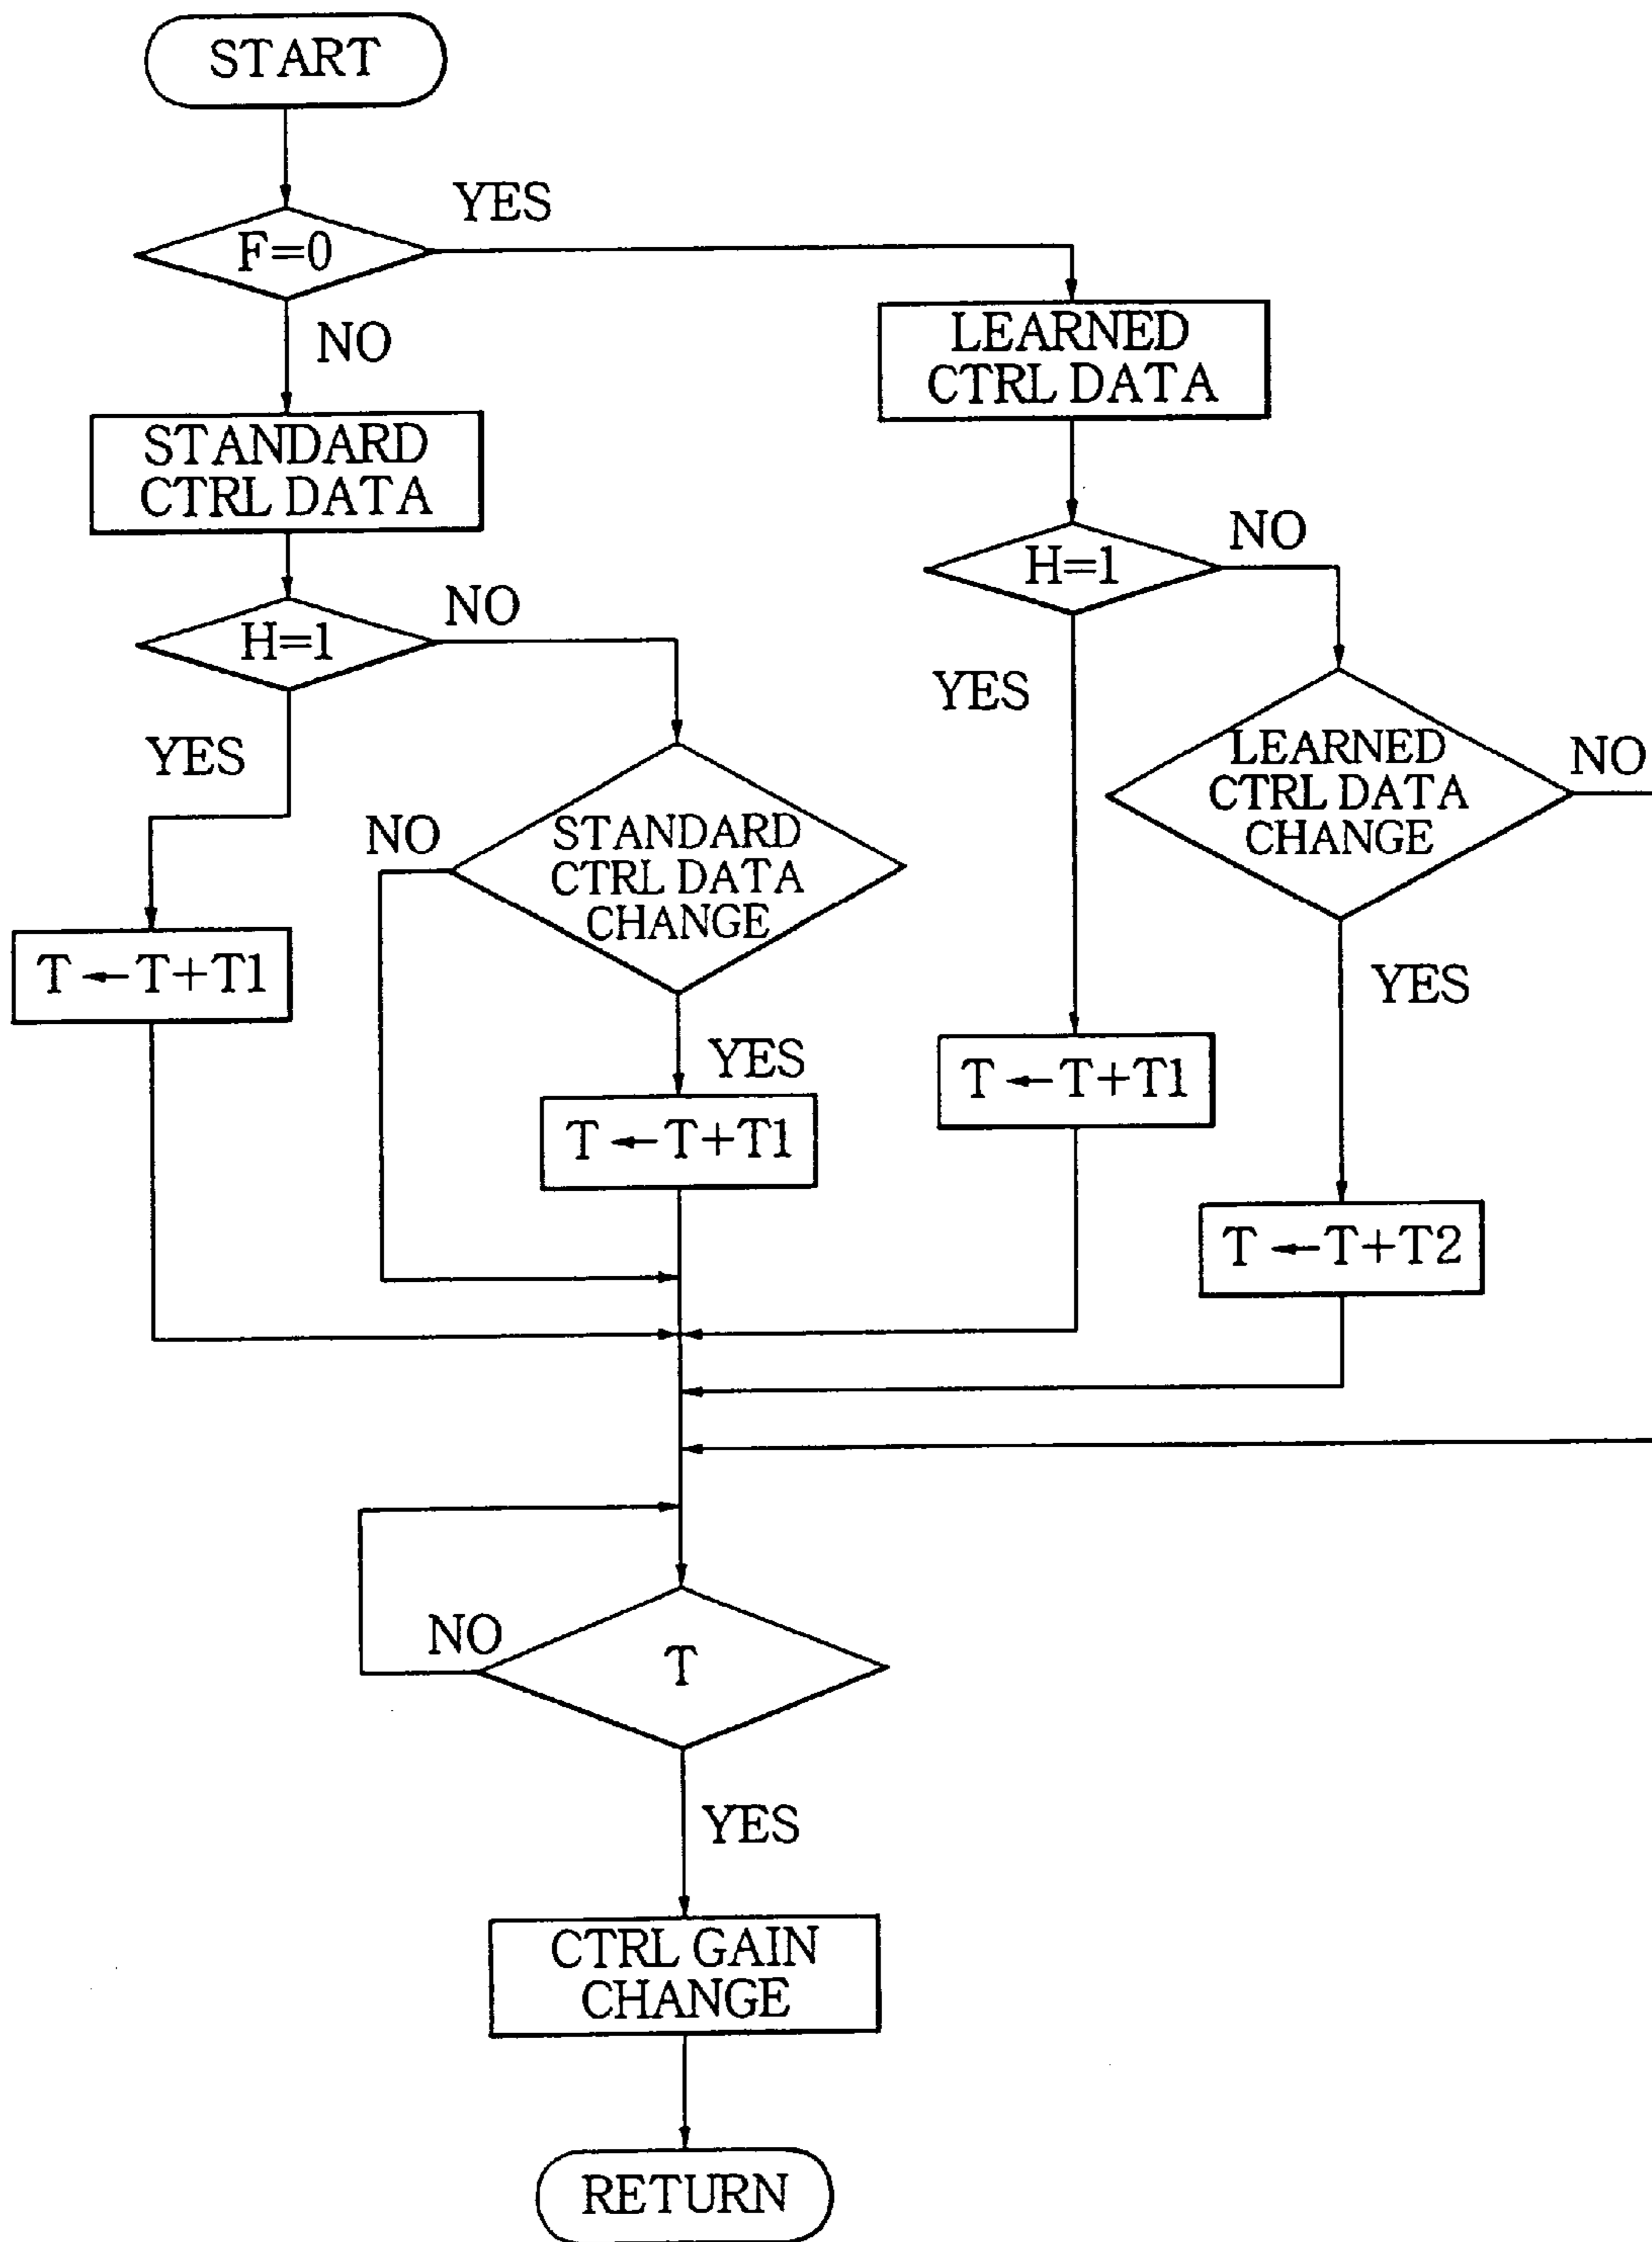 START
YES
F=0
NO
LEARNED
CTRL DATA
STANDARD
CTRL DATA
NO
H=1
NO
H=1
YES
YES
LEARNED
CTRL DATA
CHANGE
NO
NO
STANDARD
CTRL DATA
CHANGE
T←T+T1
YES
YES
T←T+T1
T←T+T1
T←T+T2
NO
T
YES
CTRL GAIN
CHANGE
RETURN